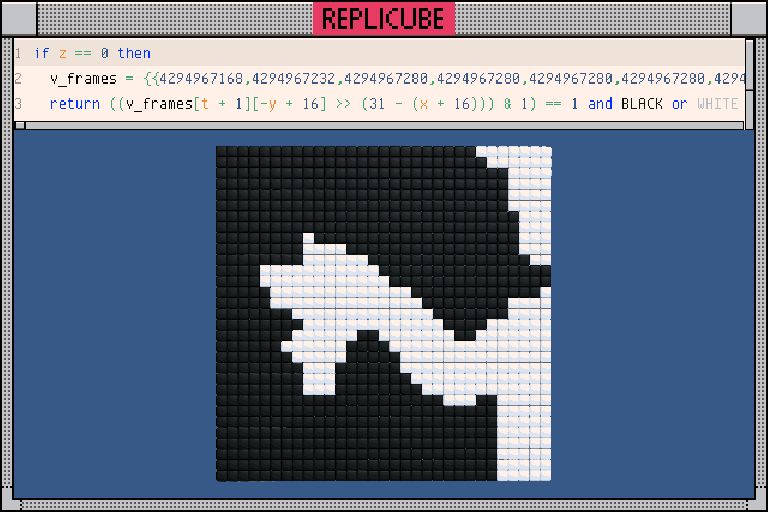 REPLICUBE
1 if z == 0 then
2 v_frames = {{4294967168,4294967232,4294967280,4294967280,4294967280,4294967280,4294
3 return ((v_frames[t + 1][-y + 16] >> (31 - (x + 16))) & 1) == 1 and BLACK or WHITE